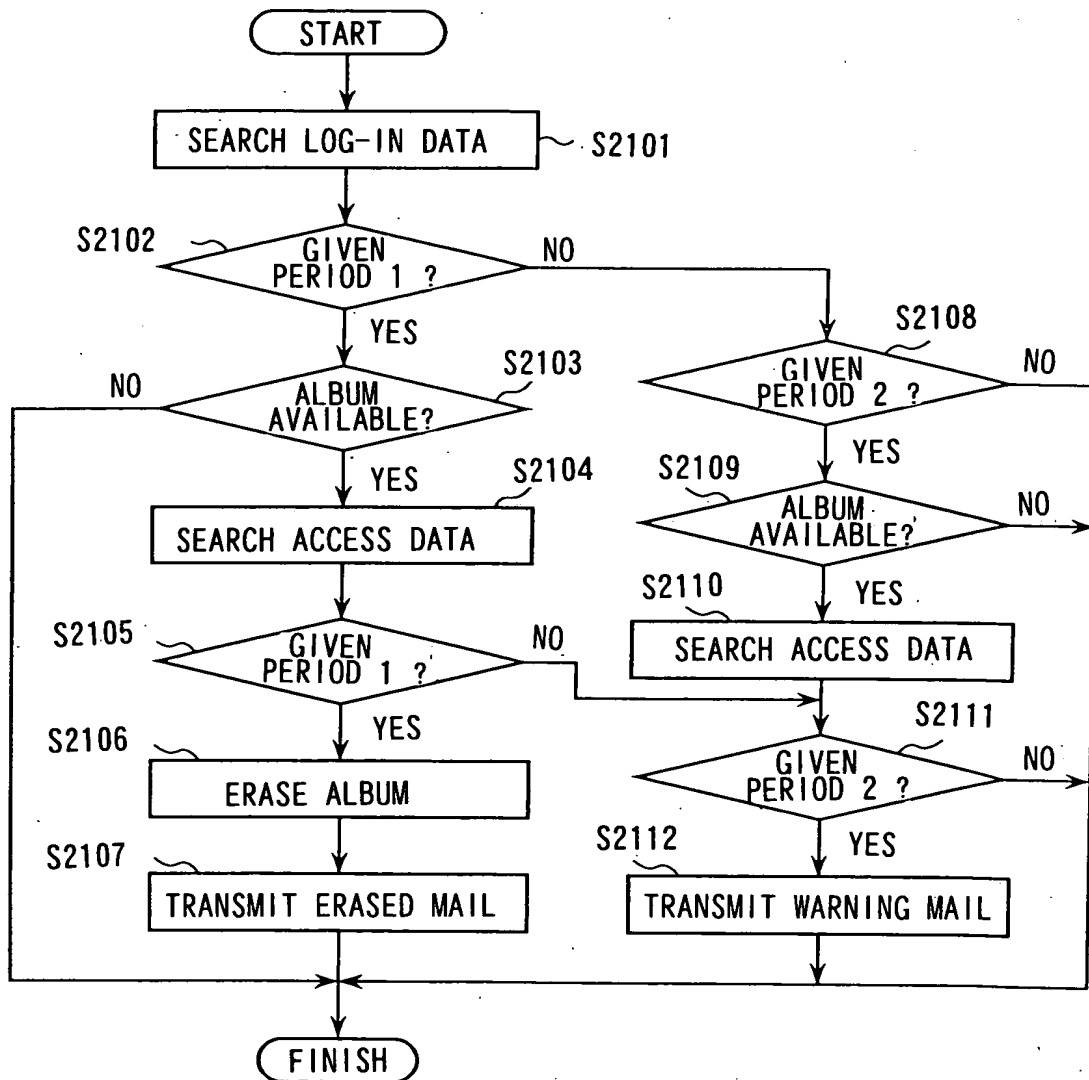 START
SEARCH LOG-IN DATA
S2101
S2102
GIVEN
PERIOD 1 ?
NO
YES
S2103
NO
ALBUM
AVAILABLE?
YES
S2104
SEARCH ACCESS DATA
S2105
GIVEN
PERIOD 1 ?
NO
YES
S2106
ERASE ALBUM
S2107
TRANSMIT ERASED MAIL
S2108
GIVEN
PERIOD 2 ?
NO
YES
S2109
ALBUM
AVAILABLE?
NO
YES
S2110
SEARCH ACCESS DATA
S2111
GIVEN
PERIOD 2 ?
NO
YES
S2112
TRANSMIT WARNING MAIL
FINISH